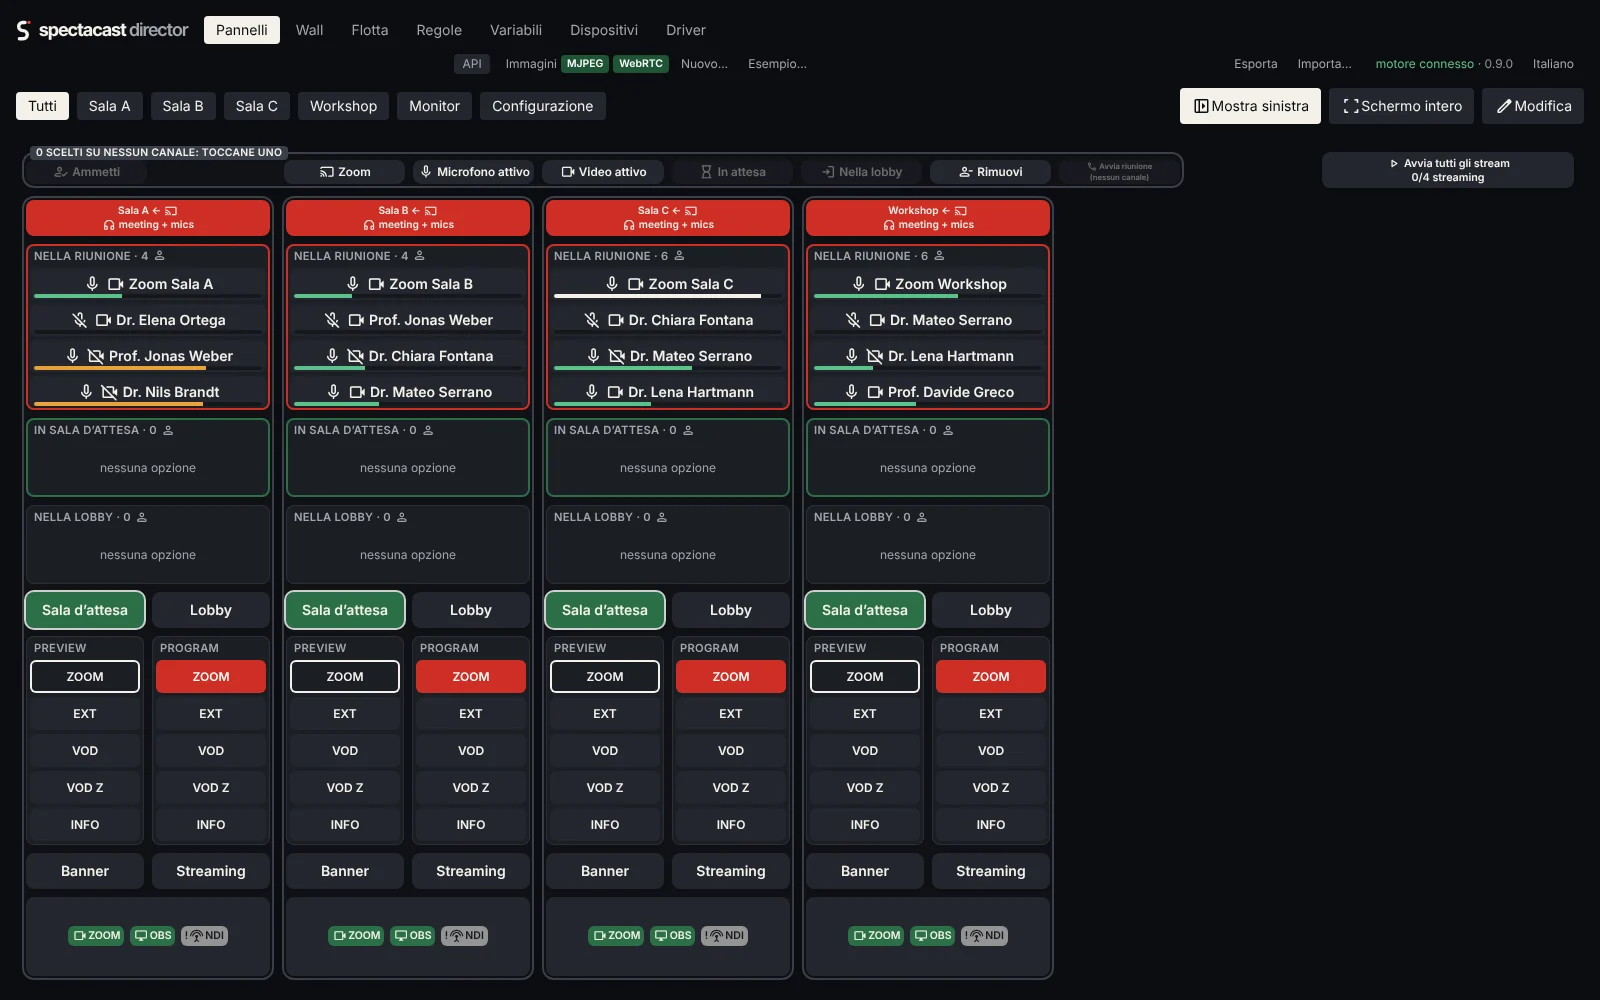 spectacast director
Pannelli
Wall
Flotta
Regole
Variabili
Dispositivi
Driver
API
Immagini MJPEG WebRTC Nuovo... Esempio...
Esporta
Importa...
motore connesso · 0.9.0
Italiano
Tutti
Sala A
Sala B
Sala C
Workshop
Monitor
Configurazione
Mostra sinistra
Schermo intero
Modifica
0 SCELTI SU NESSUN CANALE: TOCCANE UNO
Ammetti
Zoom
Microfono attivo
Video attivo
In attesa
Nella lobby
Rimuovi
Avvia riunione
(nessun canale)
Avvia tutti gli stream
0/4 streaming
Sala A ←
meeting + mics
NELLA RIUNIONE · 4
Zoom Sala A
Dr. Elena Ortega
Prof. Jonas Weber
Dr. Nils Brandt
IN SALA D'ATTESA · 0
nessuna opzione
NELLA LOBBY · 0
nessuna opzione
Sala d'attesa
Lobby
PREVIEW
ZOOM
EXT
VOD
VOD Z
INFO
PROGRAM
ZOOM
EXT
VOD
VOD Z
INFO
Banner
Streaming
ZOOM OBS ! NDI
Sala B ←
meeting + mics
NELLA RIUNIONE · 4
Zoom Sala B
Prof. Jonas Weber
Dr. Chiara Fontana
Dr. Mateo Serrano
IN SALA D'ATTESA · 0
nessuna opzione
NELLA LOBBY · 0
nessuna opzione
Sala d'attesa
Lobby
PREVIEW
ZOOM
EXT
VOD
VOD Z
INFO
PROGRAM
ZOOM
EXT
VOD
VOD Z
INFO
Banner
Streaming
ZOOM OBS ! NDI
Sala C ←
meeting + mics
NELLA RIUNIONE · 6
Zoom Sala C
Dr. Chiara Fontana
Dr. Mateo Serrano
Dr. Lena Hartmann
IN SALA D'ATTESA · 0
nessuna opzione
NELLA LOBBY · 0
nessuna opzione
Sala d'attesa
Lobby
PREVIEW
ZOOM
EXT
VOD
VOD Z
INFO
PROGRAM
ZOOM
EXT
VOD
VOD Z
INFO
Banner
Streaming
ZOOM OBS ! NDI
Workshop ←
meeting + mics
NELLA RIUNIONE · 6
Zoom Workshop
Dr. Mateo Serrano
Dr. Lena Hartmann
Prof. Davide Greco
IN SALA D'ATTESA · 0
nessuna opzione
NELLA LOBBY · 0
nessuna opzione
Sala d'attesa
Lobby
PREVIEW
ZOOM
EXT
VOD
VOD Z
INFO
PROGRAM
ZOOM
EXT
VOD
VOD Z
INFO
Banner
Streaming
ZOOM OBS ! NDI